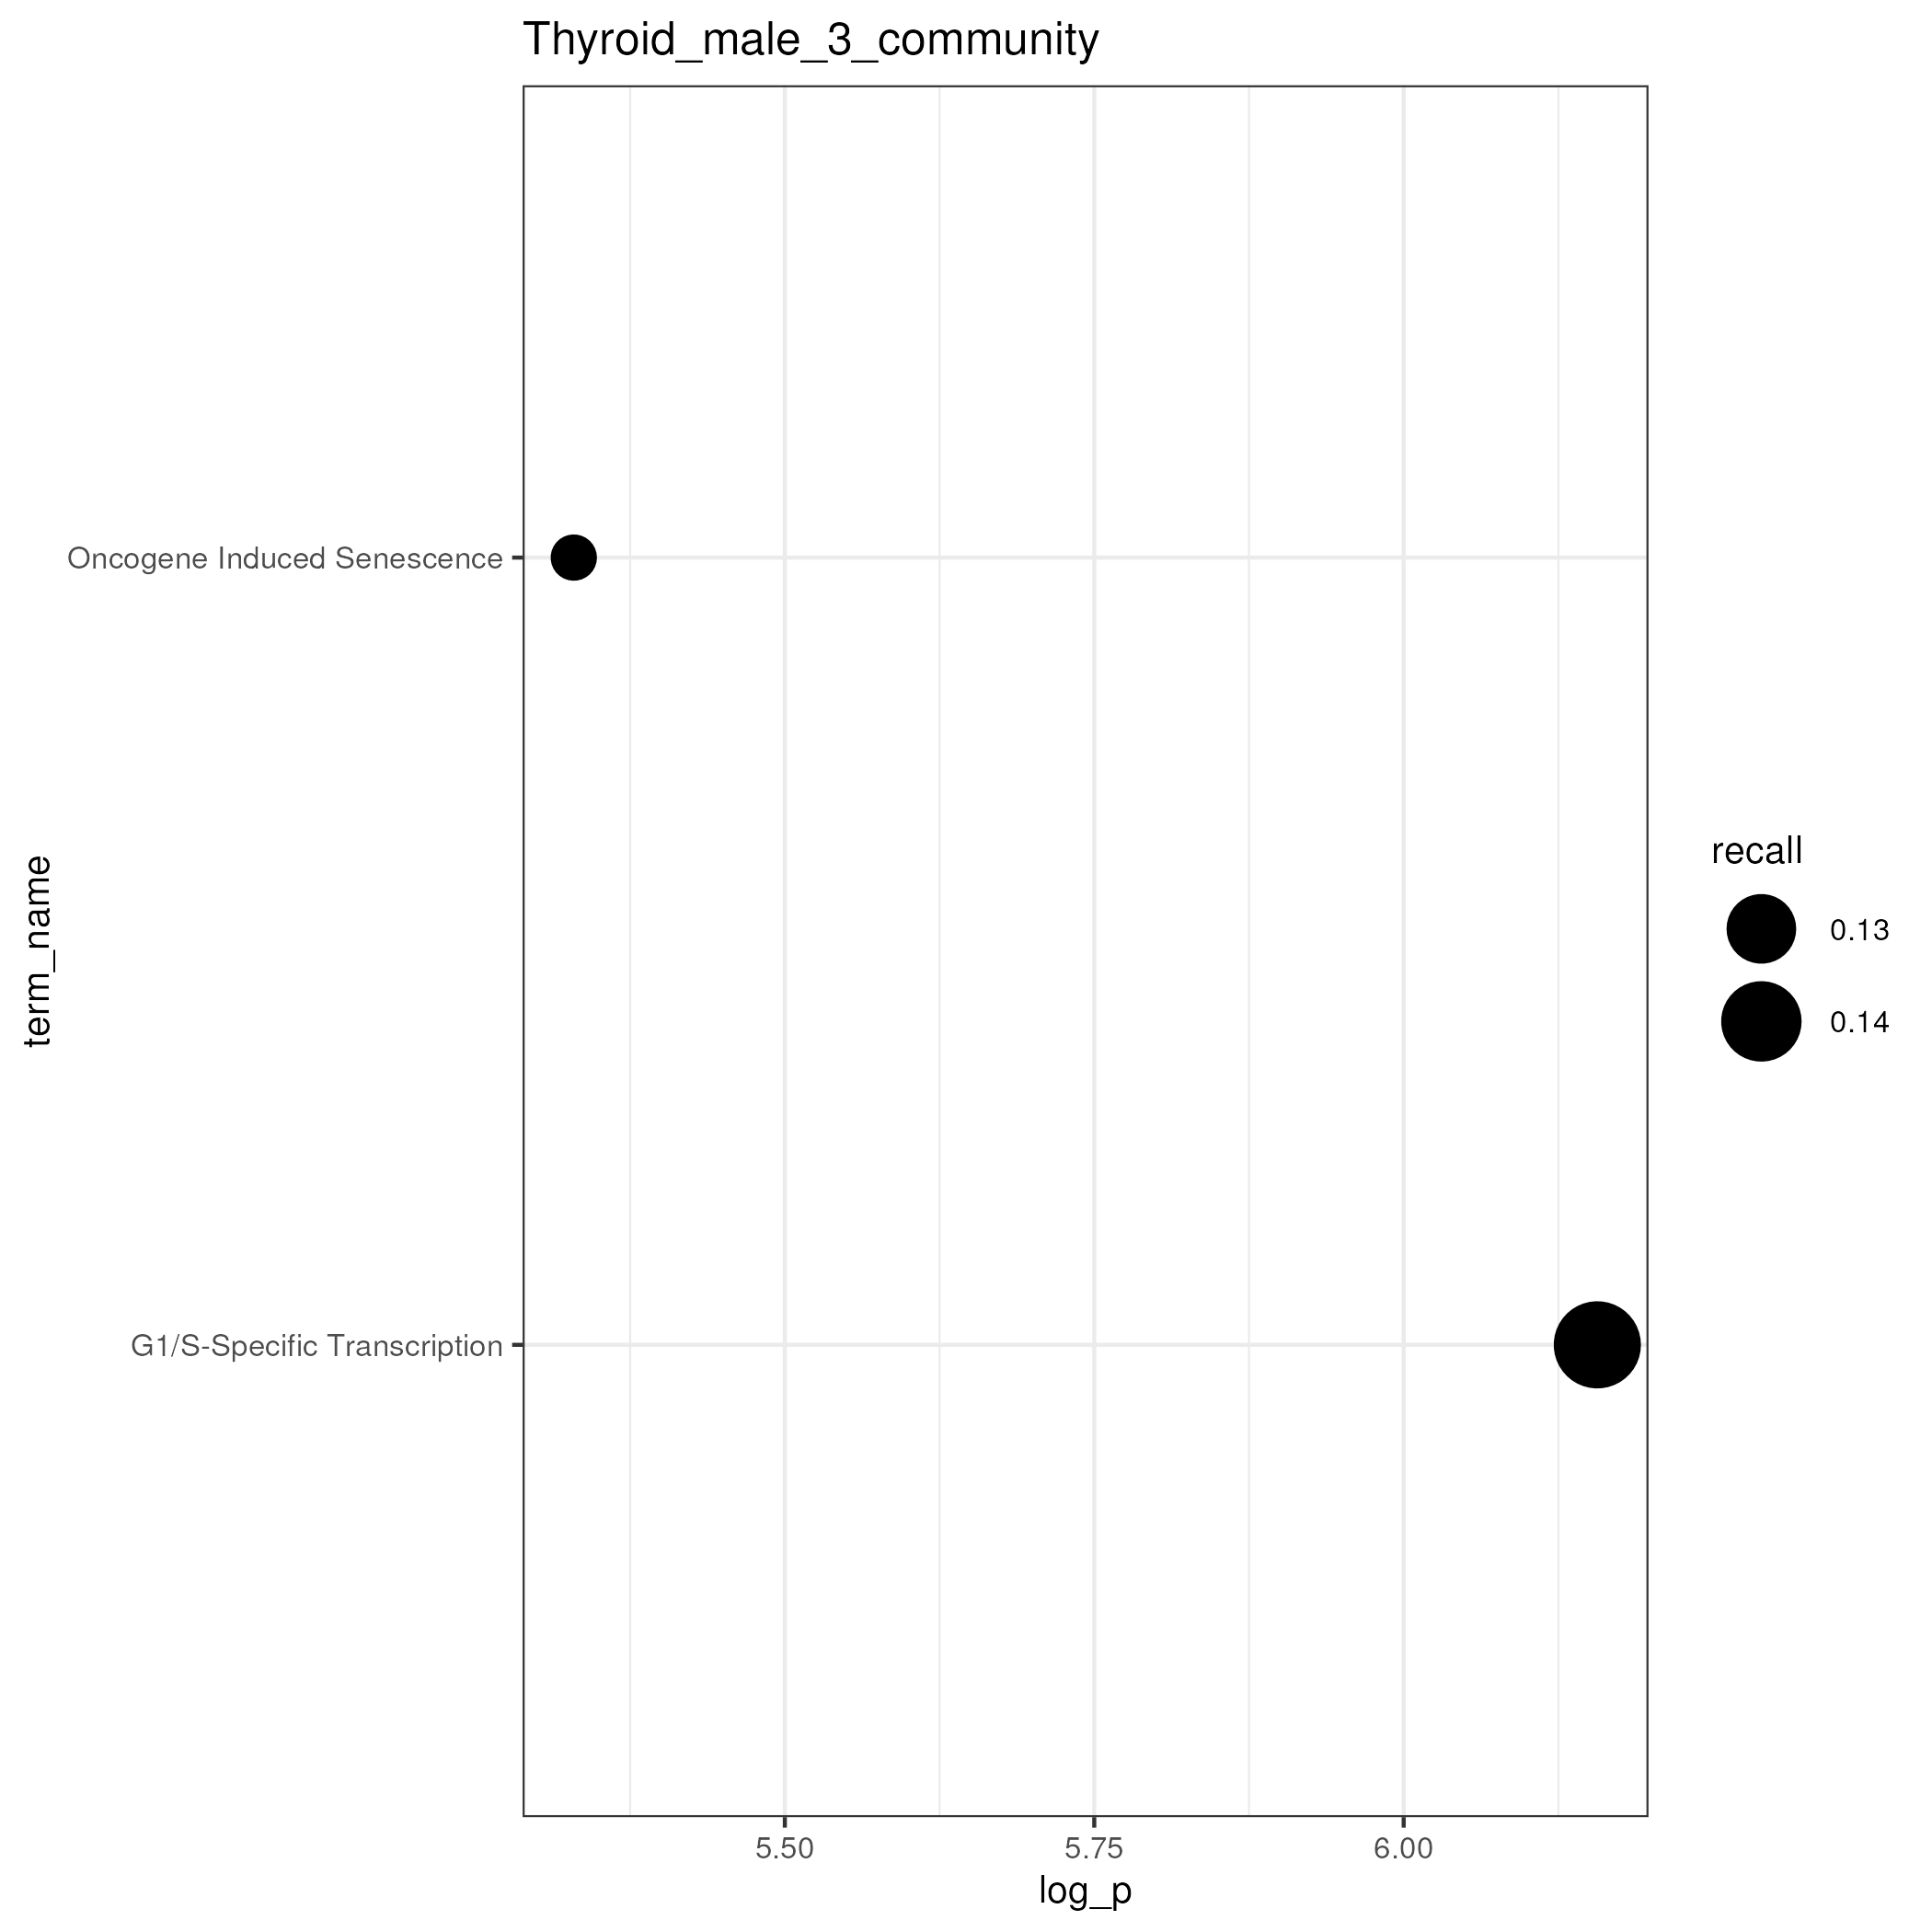 Thyroid_male_3_community
term_name
Oncogene Induced Senescence
G1/S-Specific Transcription
5.50
5.75
6.00
log_p
recall
0.13
0.14